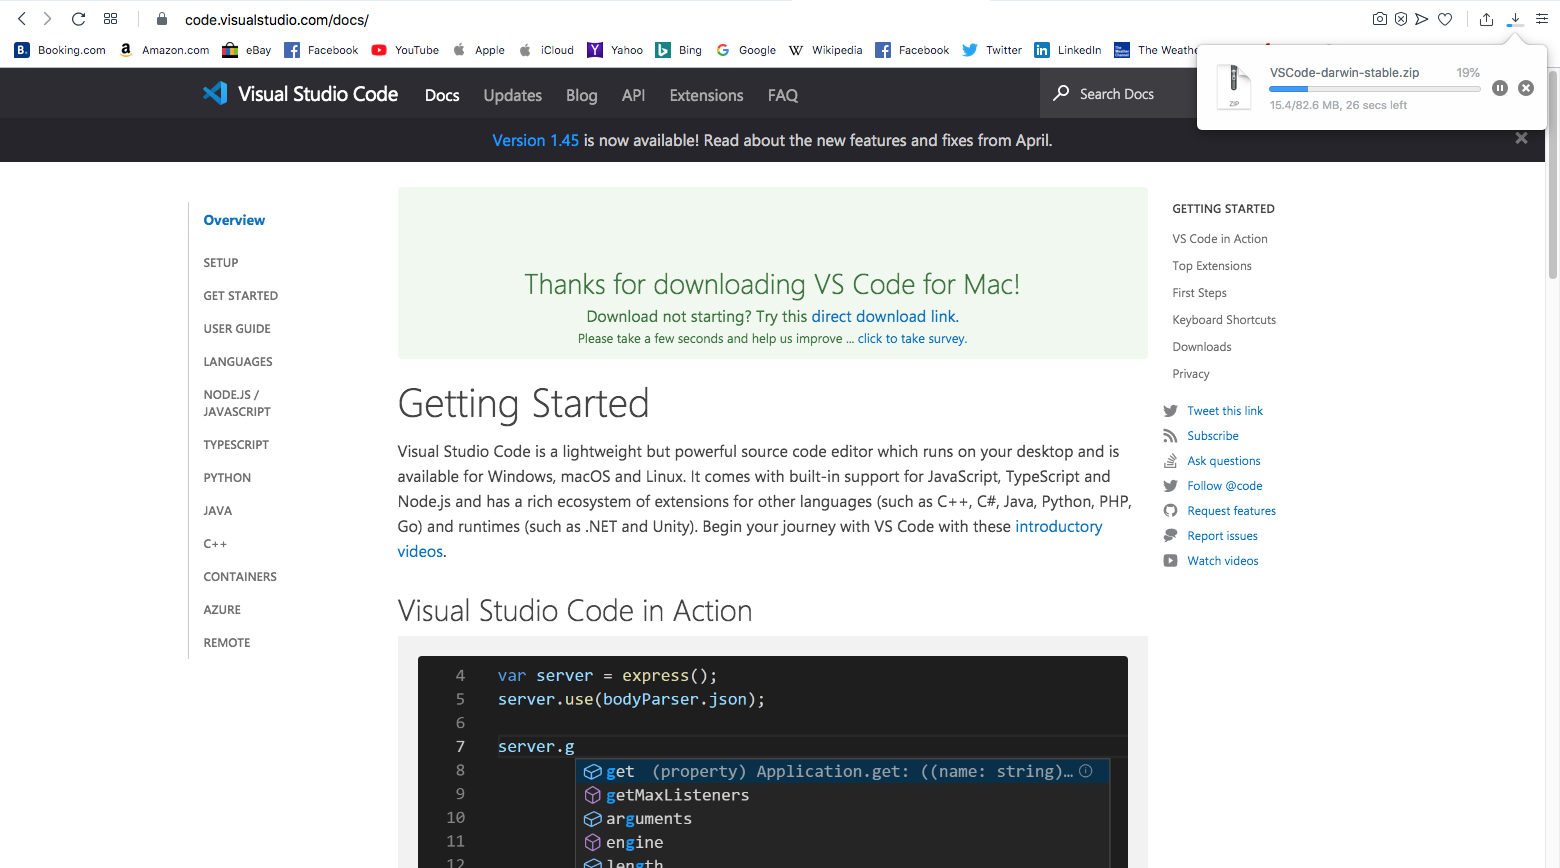 code.visualstudio.com/docs/
Booking.com Amazon.com eBay Facebook YouTube Apple iCloud Yahoo Bing Google Wikipedia Facebook Twitter LinkedIn The Weathe
VSCode-darwin-stable.zip 19%
15.4/82.6 MB, 26 secs left
ZIP
Visual Studio Code Docs Updates Blog API Extensions FAQ Search Docs
Version 1.45 is now available! Read about the new features and fixes from April.
Overview
SETUP
GET STARTED
USER GUIDE
LANGUAGES
NODE.JS /
JAVASCRIPT
TYPESCRIPT
PYTHON
JAVA
C++
CONTAINERS
AZURE
REMOTE
Thanks for downloading VS Code for Mac!
Download not starting? Try this direct download link.
Please take a few seconds and help us improve ... click to take survey.
Getting Started
Visual Studio Code is a lightweight but powerful source code editor which runs on your desktop and is
available for Windows, macOS and Linux. It comes with built-in support for JavaScript, TypeScript and
Node.js and has a rich ecosystem of extensions for other languages (such as C++, C#, Java, Python, PHP,
Go) and runtimes (such as .NET and Unity). Begin your journey with VS Code with these introductory
videos.
Visual Studio Code in Action
4 var server = express();
5 server.use(bodyParser.json);
6
7 server.g
8 get (property) Application.get: ((name: string)…
9 getMaxListeners
10 arguments
11 engine
12 length
GETTING STARTED
VS Code in Action
Top Extensions
First Steps
Keyboard Shortcuts
Downloads
Privacy
Tweet this link
Subscribe
Ask questions
Follow @code
Request features
Report issues
Watch videos